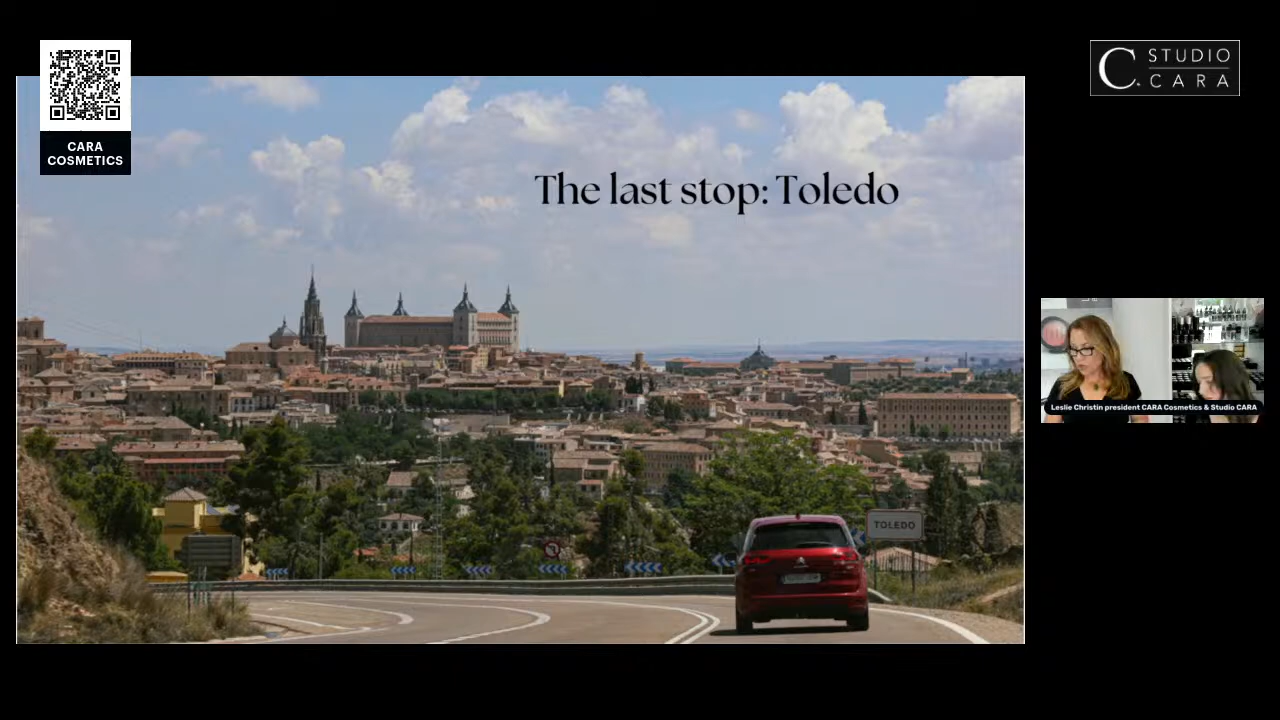 CARA
COSMETICS
C. STUDIO
CARA
The last stop: Toledo
TOLEDO
Leslie Christin president CARA Cosmetics & Studio CARA